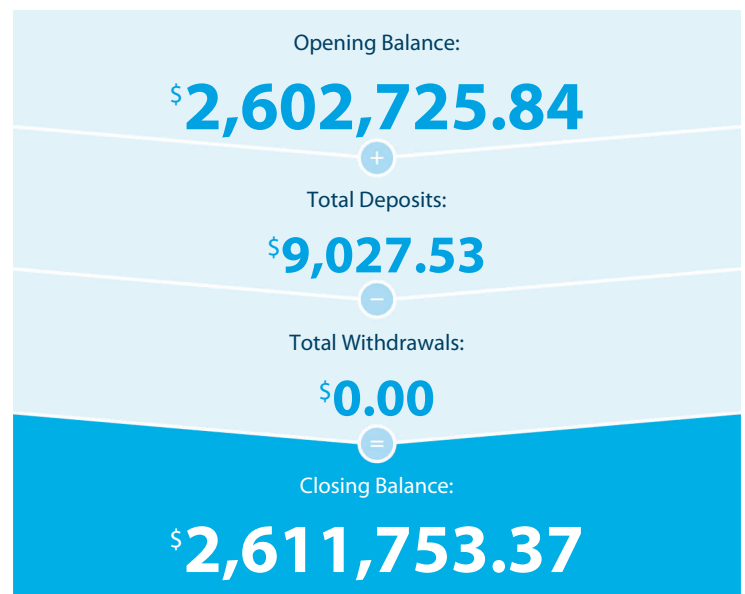 Opening Balance:
$2,602,725.84
+
Total Deposits:
$9,027.53
−
Total Withdrawals:
$0.00
=
Closing Balance:
$2,611,753.37